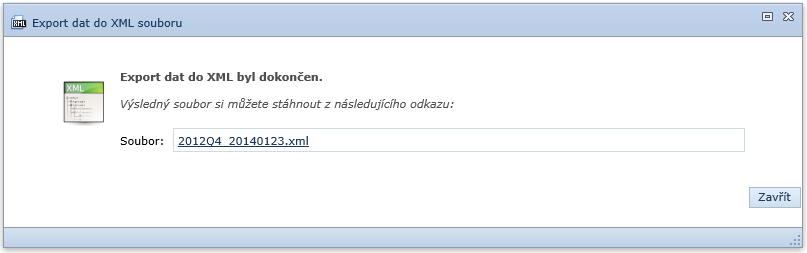 Export dat do XML souboru
Export dat do XML byl dokončen.
Výsledný soubor si můžete stáhnout z následujícího odkazu:
Soubor: 2012Q4_20140123.xml
Zavřít